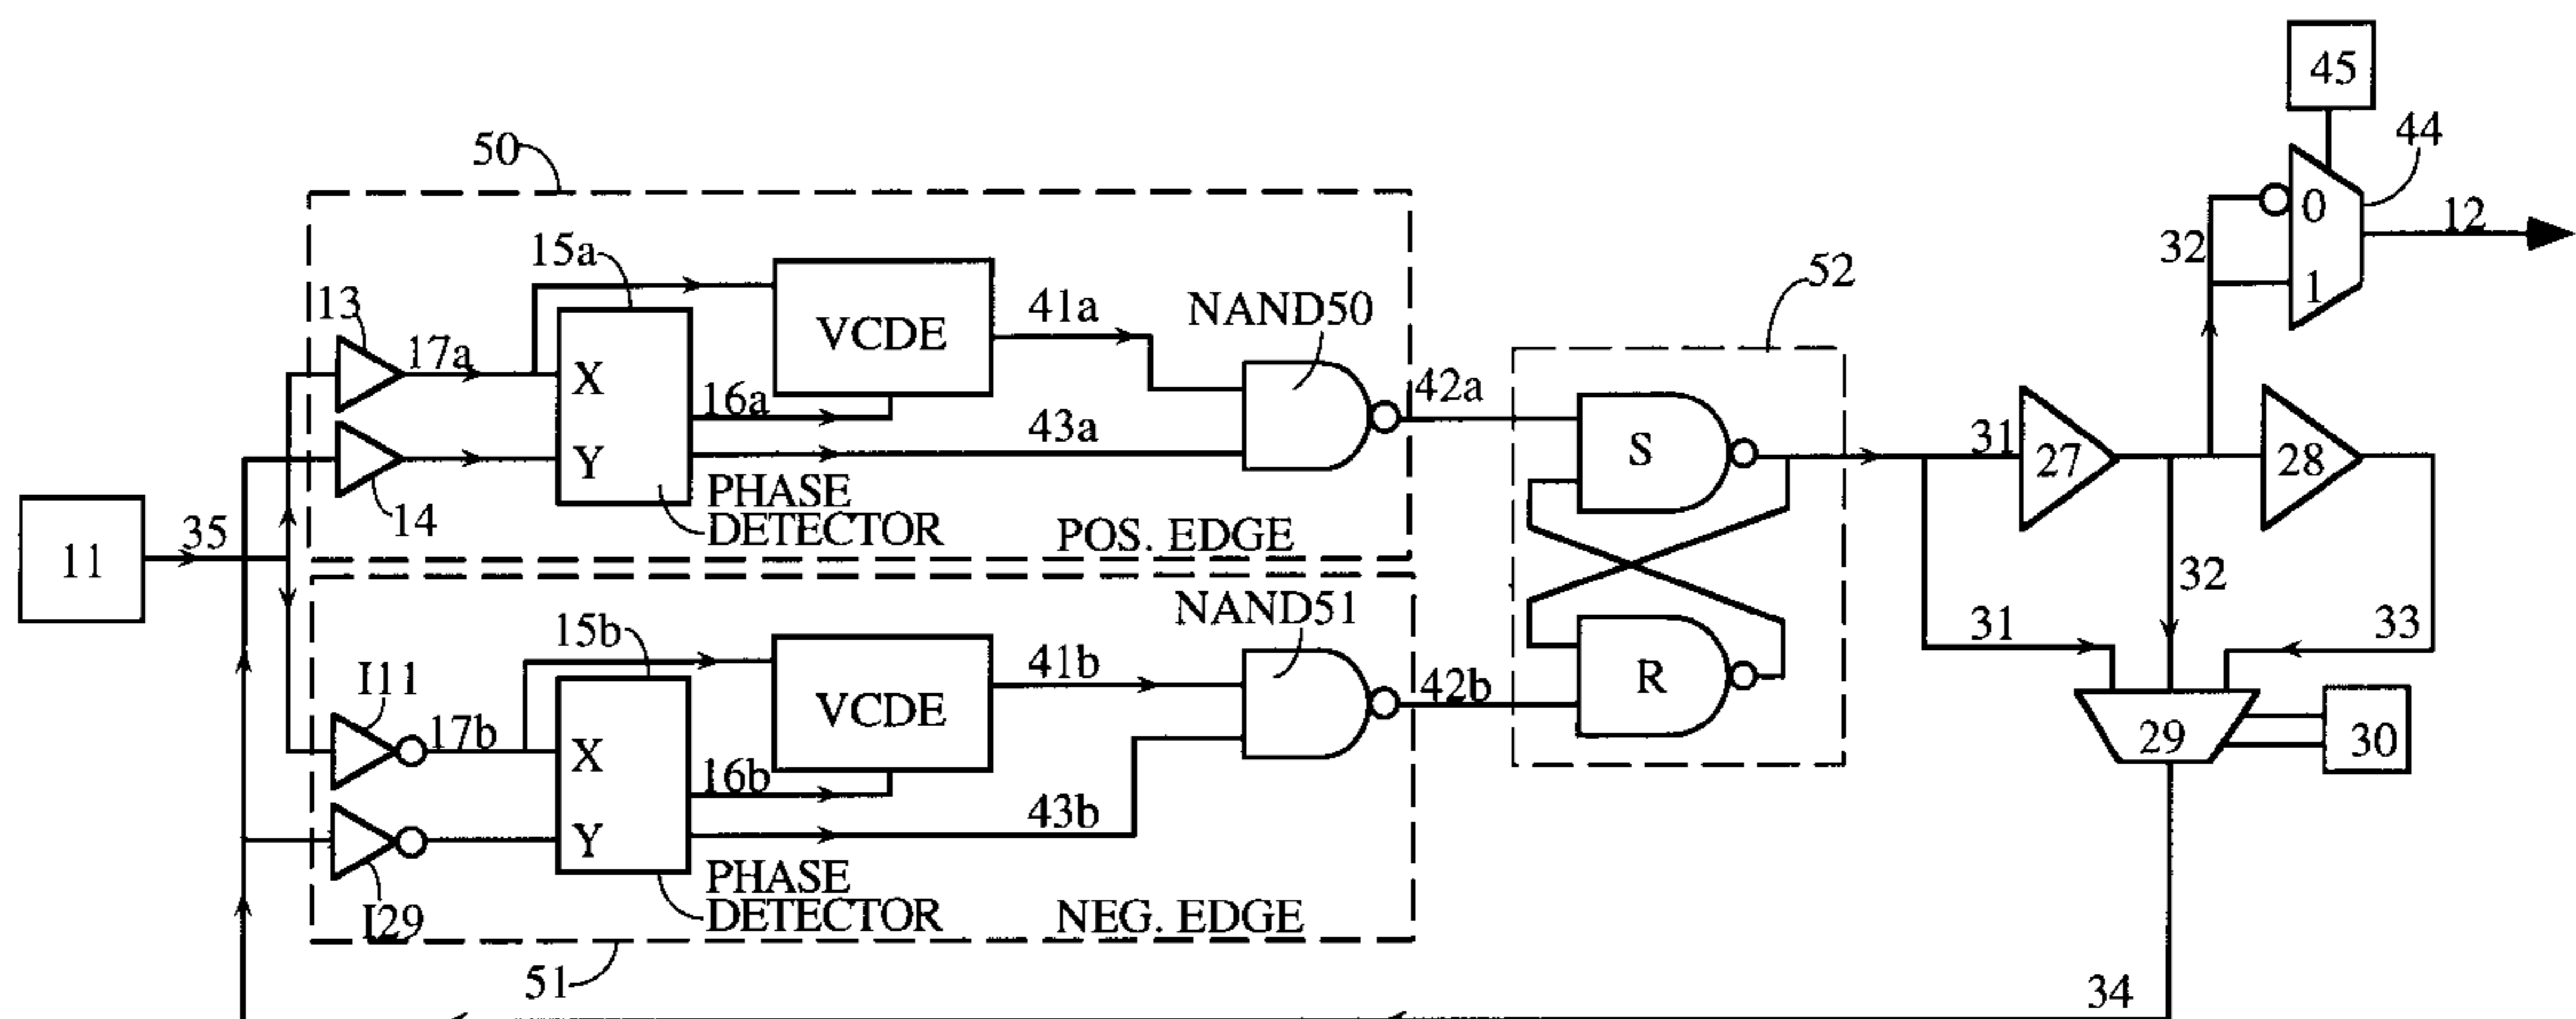 45
44
50
0
12
32
1
15a
52
VCDE
41a
NAND50
13
17a
X
16a
42a
43a
S
31
27
28
Y
PHASE
DETECTOR
14
35
POS. EDGE
11
32
NAND51
15b
31
33
I11
VCDE
41b
17b
42b
R
X
29
30
16b
43b
Y
PHASE
DETECTOR
I29
NEG. EDGE
51
34